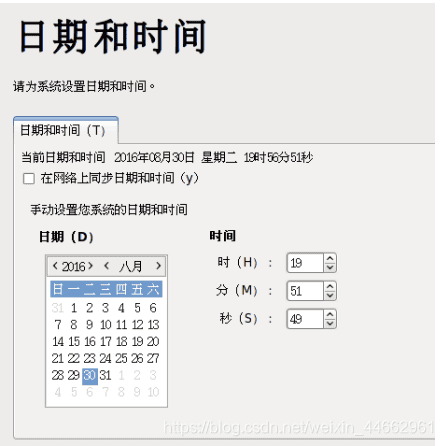 日期和时间
请为系统设置日期和时间。
日期和时间（T）
当前日期和时间 2016年08月30日 星期二 19时56分51秒
在网络上同步日期和时间（y）
手动设置您系统的日期和时间
日期（D）
时间
< 2016 > < 八月 >
日 一 二 三 四 五 六
31 1 2 3 4 5 6
7 8 9 10 11 12 13
14 15 16 17 18 19 20
21 22 23 24 25 26 27
28 29 30 31 1 2 3
4 5 6 7 8 9 10
时（H）： 19
分（M）： 51
秒（S）： 49
https://blog.csdn.net/weixin_44662961